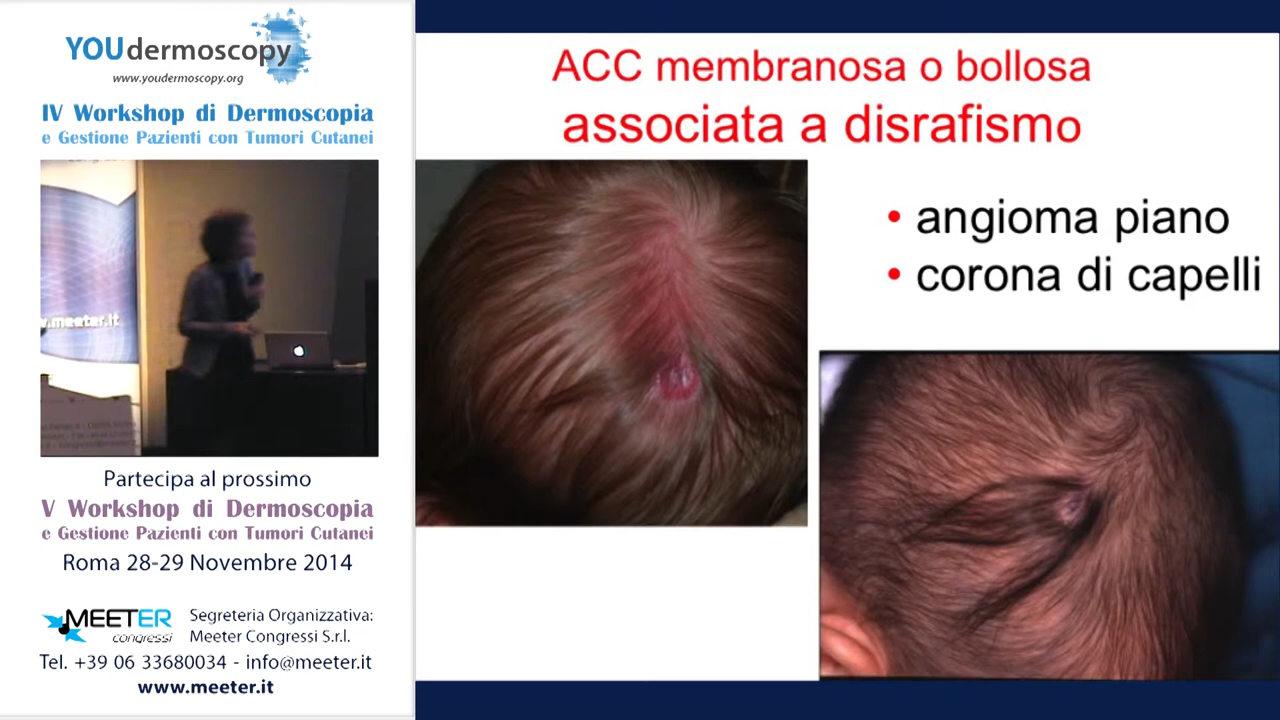 YOUdermoscopy
www.youdermoscopy.org
IV Workshop di Dermoscopia
e Gestione Pazienti con Tumori Cutanei
.meeter.it
Partecipa al prossimo
V Workshop di Dermoscopia
e Gestione Pazienti con Tumori Cutanei
Roma 28-29 Novembre 2014
MEETER
congressi
Segreteria Organizzativa:
Meeter Congressi S.r.l.
Tel. +39 06 33680034 - info@meeter.it
www.meeter.it
ACC membranosa o bollosa
associata a disrafismo
• angioma piano
• corona di capelli